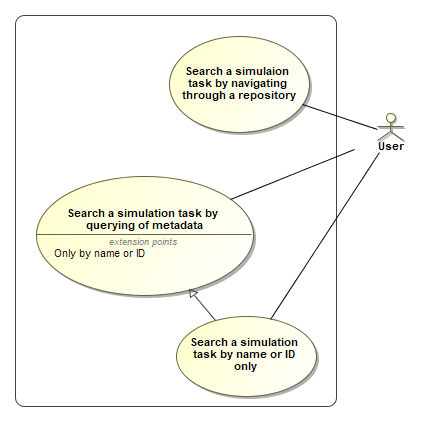 Search a simulaion
task by navigating
through a repository
User
Search a simulation task by
querying of metadata
extension points
Only by name or ID
Search a simulation
task by name or ID
only